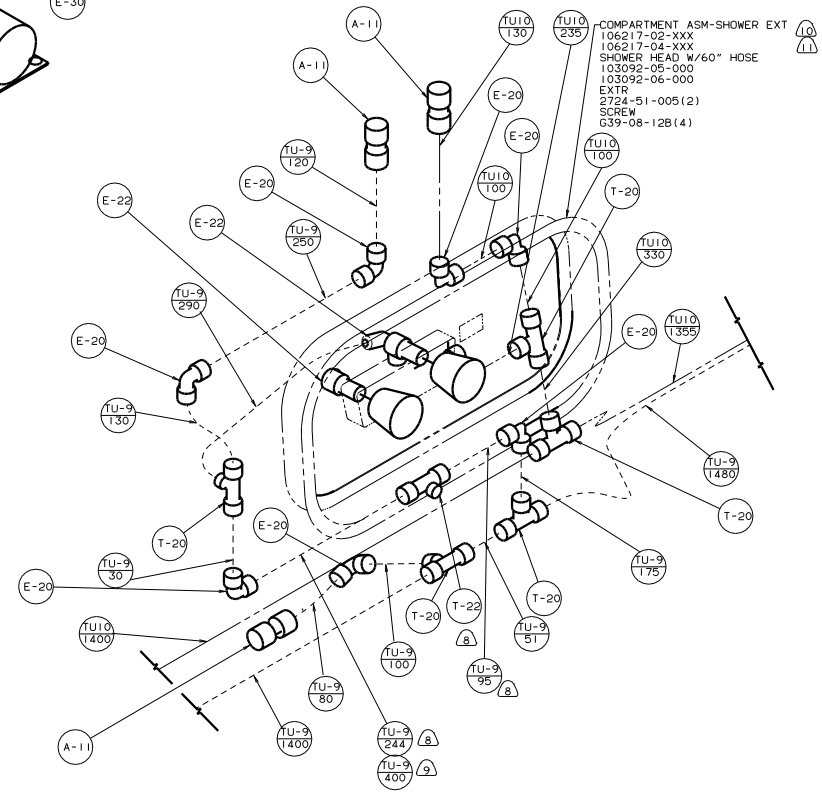 E-30
A-11
TU10
130
TU10
235
COMPARTMENT ASM-SHOWER EXT
10
106217-02-XXX
106217-04-XXX
11
SHOWER HEAD W/60" HOSE
103092-05-000
103092-06-000
EXTR
2724-51-005(2)
SCREW
G39-08-12B(4)
A-11
E-20
E-20
TU10
100
TU-9
120
E-20
TU10
100
T-20
E-22
E-22
TU-9
250
TU10
330
TU-9
290
E-20
E-20
TU10
1355
TU-9
130
TU-9
1480
T-20
E-20
T-20
TU-9
30
TU-9
175
E-20
T-20
T-22
T-20
TU10
1400
TU-9
51
8
TU-9
100
TU-9
95
8
TU-9
80
TU-9
1400
A-11
TU-9
244
8
TU-9
400
9